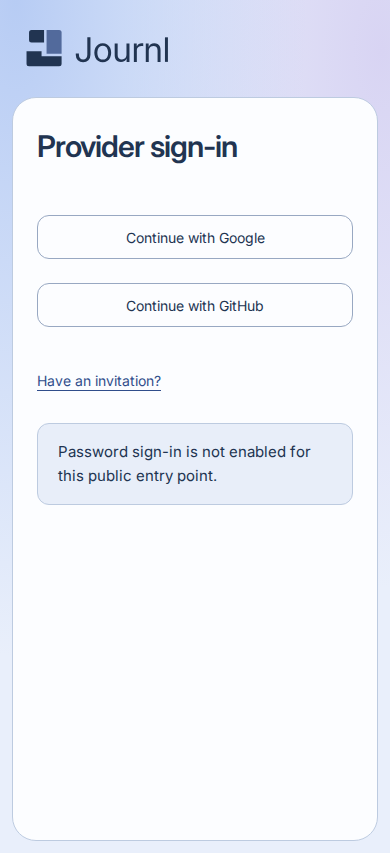 Journl
Provider sign-in
Continue with Google
Continue with GitHub
Have an invitation?
Password sign-in is not enabled for
this public entry point.